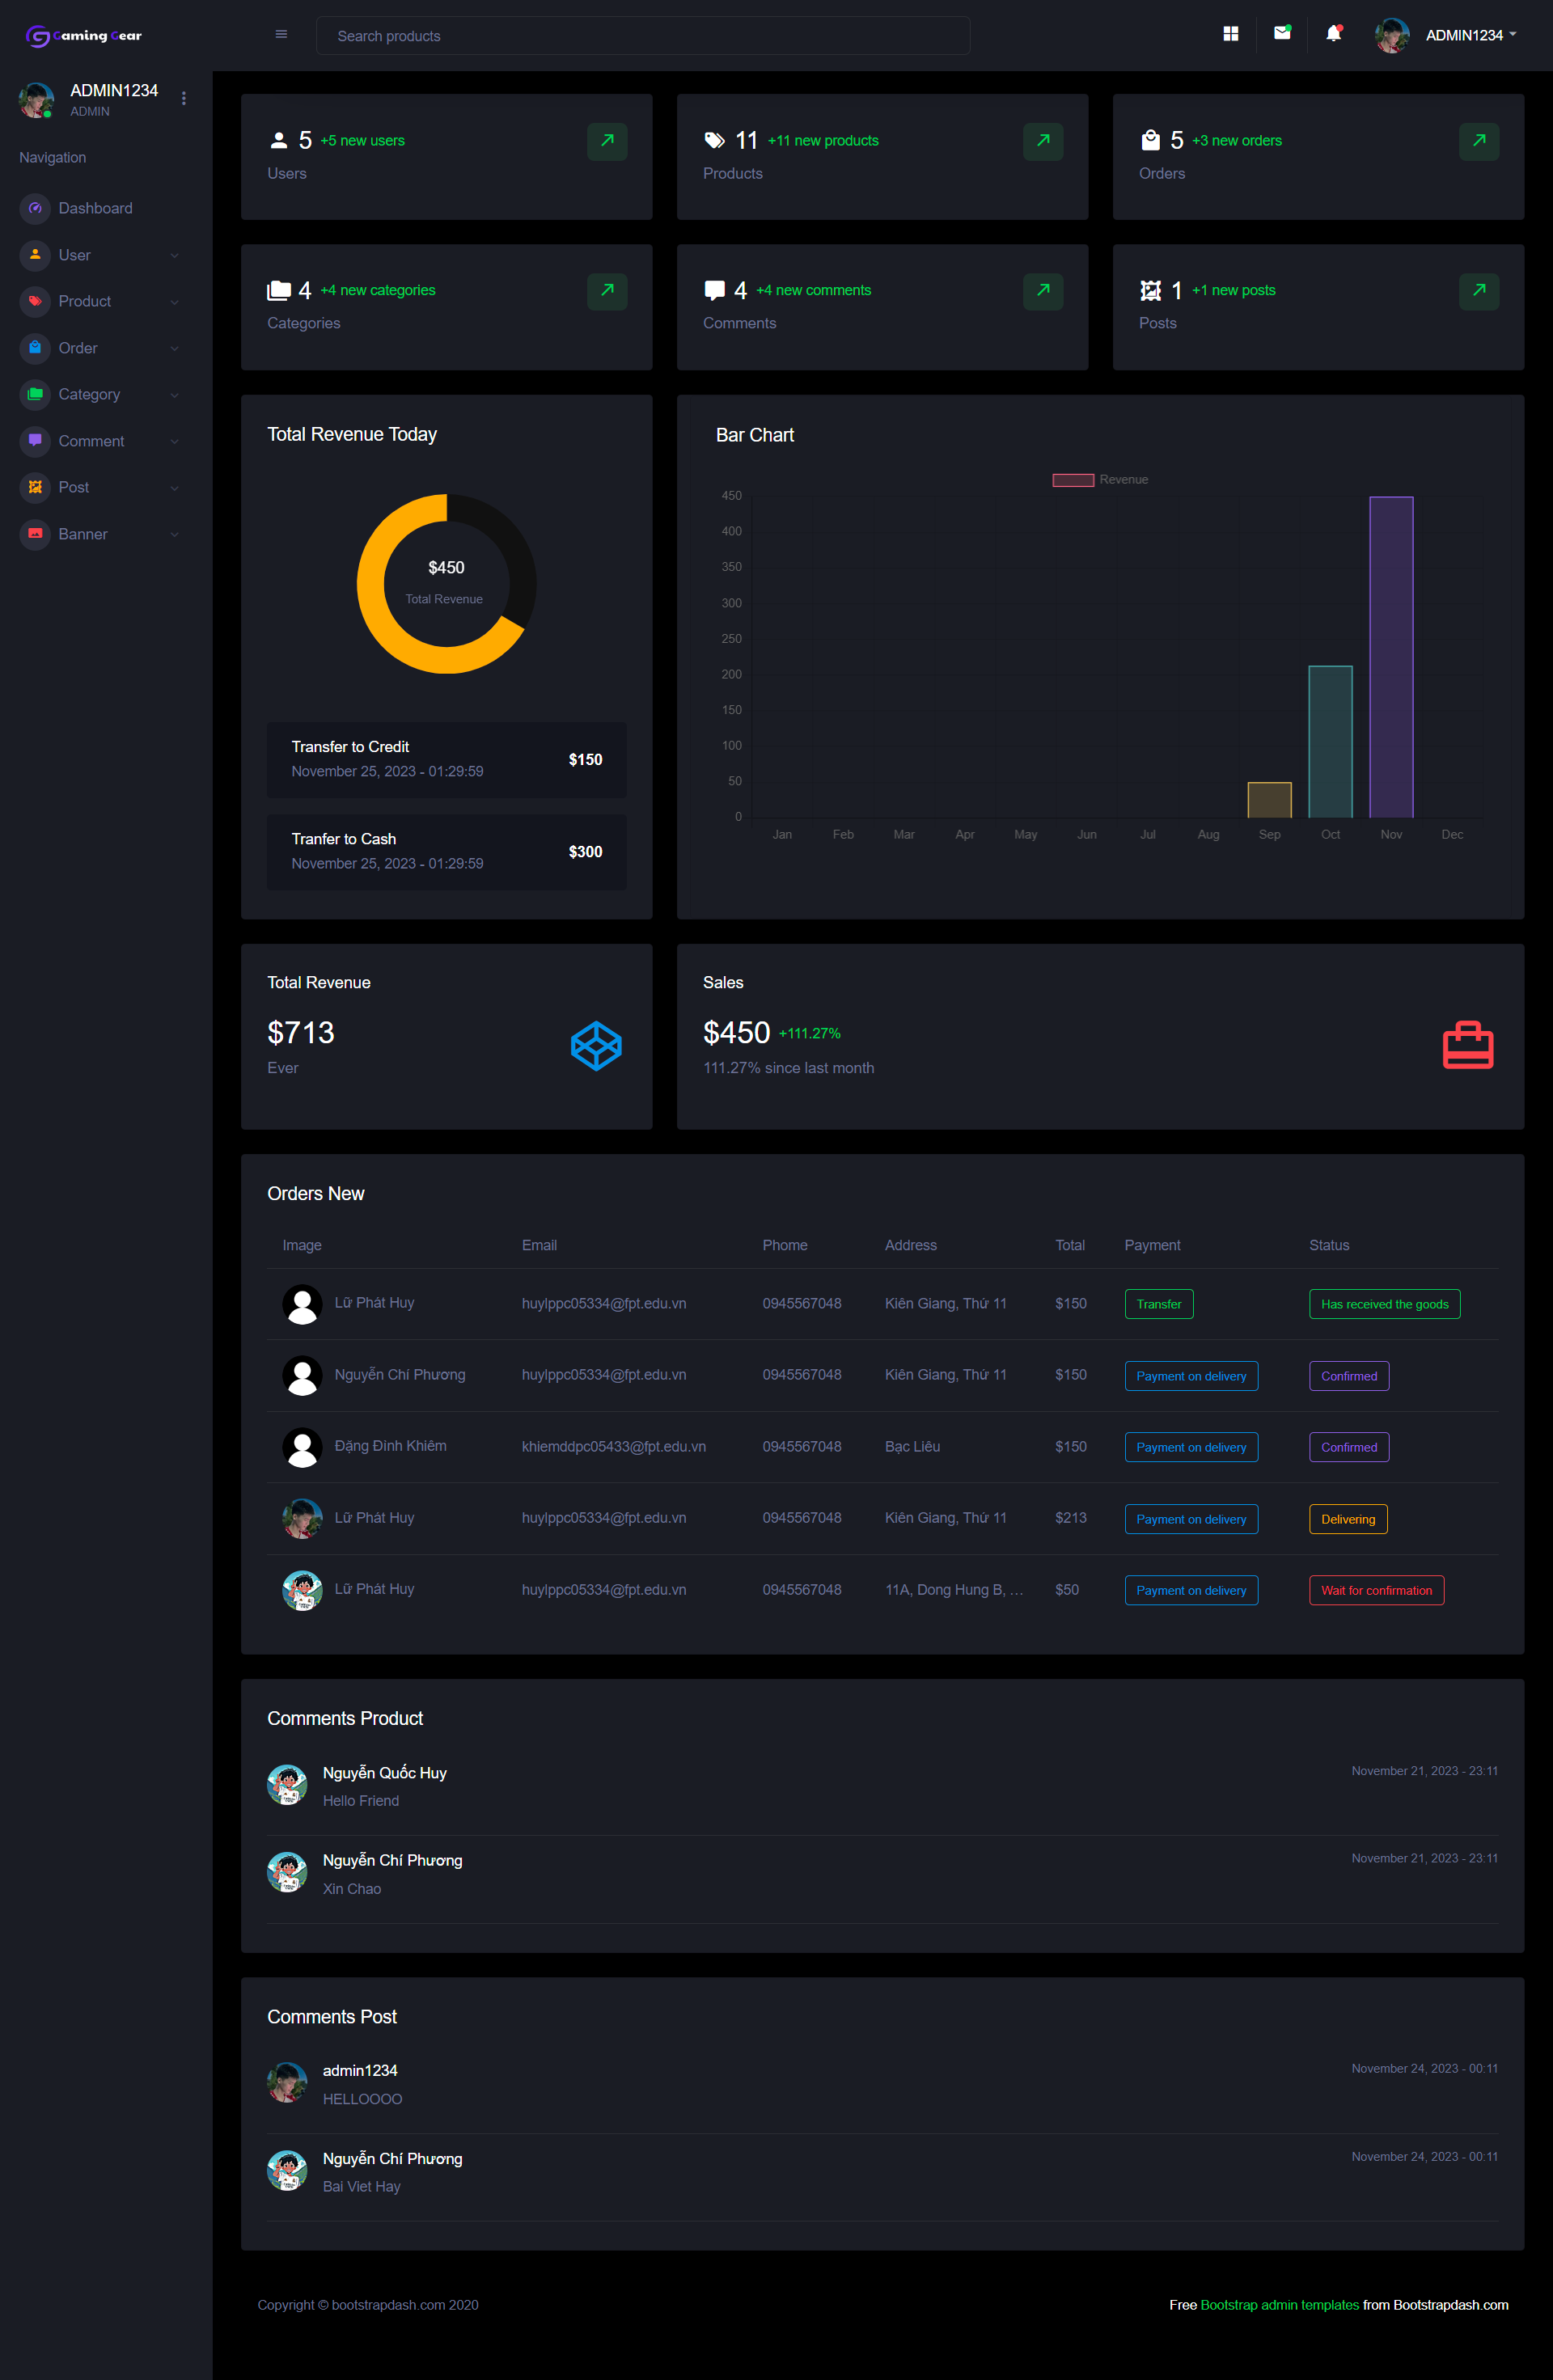 Gaming Gear
Search products
ADMIN1234
ADMIN1234
ADMIN
Navigation
Dashboard
User
Product
Order
Category
Comment
Post
Banner
5 +5 new users
Users
11 +11 new products
Products
5 +3 new orders
Orders
4 +4 new categories
Categories
4 +4 new comments
Comments
1 +1 new posts
Posts
Total Revenue Today
$450
Total Revenue
Transfer to Credit
November 25, 2023 - 01:29:59
$150
Tranfer to Cash
November 25, 2023 - 01:29:59
$300
Bar Chart
Revenue
450
400
350
300
250
200
150
100
50
0
Jan Feb Mar Apr May Jun Jul Aug Sep Oct Nov Dec
Total Revenue
$713
Ever
Sales
$450 +111.27%
111.27% since last month
Orders New
Image Email Phome Address Total Payment Status
Lữ Phát Huy huylppc05334@fpt.edu.vn 0945567048 Kiên Giang, Thứ 11 $150 Transfer Has received the goods
Nguyễn Chí Phương huylppc05334@fpt.edu.vn 0945567048 Kiên Giang, Thứ 11 $150 Payment on delivery Confirmed
Đặng Đình Khiêm khiemddpc05433@fpt.edu.vn 0945567048 Bạc Liêu $150 Payment on delivery Confirmed
Lữ Phát Huy huylppc05334@fpt.edu.vn 0945567048 Kiên Giang, Thứ 11 $213 Payment on delivery Delivering
Lữ Phát Huy huylppc05334@fpt.edu.vn 0945567048 11A, Dong Hung B, ... $50 Payment on delivery Wait for confirmation
Comments Product
Nguyễn Quốc Huy November 21, 2023 - 23:11
Hello Friend
Nguyễn Chí Phương November 21, 2023 - 23:11
Xin Chao
Comments Post
admin1234 November 24, 2023 - 00:11
HELLOOOO
Nguyễn Chí Phương November 24, 2023 - 00:11
Bai Viet Hay
Copyright © bootstrapdash.com 2020
Free Bootstrap admin templates from Bootstrapdash.com